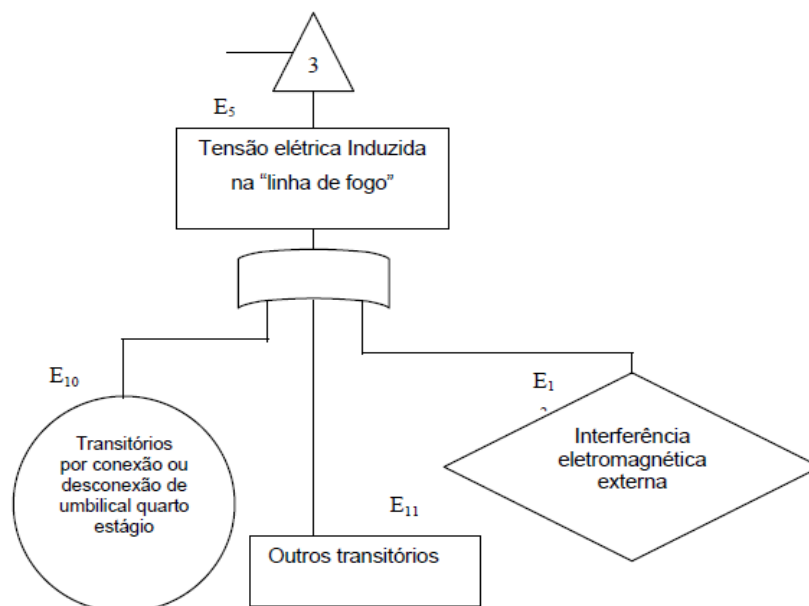 3
E₅
Tensão elétrica Induzida
na “linha de fogo”
E₁₀
Transitórios
por conexão ou
desconexão de
umbilical quarto
estágio
E₁₁
Outros transitórios
E₁
Interferência
eletromagnética
externa